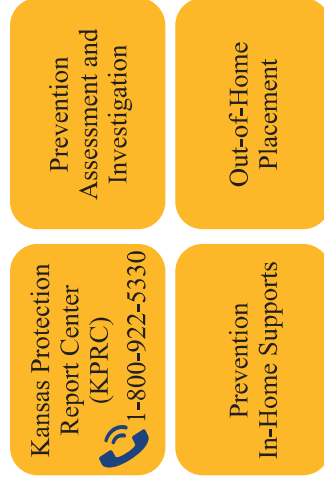 Kansas Protection
Report Center
(KPRC)
1-800-922-5330
Prevention
Assessment and
Investigation
Prevention
In-Home Supports
Out-of-Home
Placement